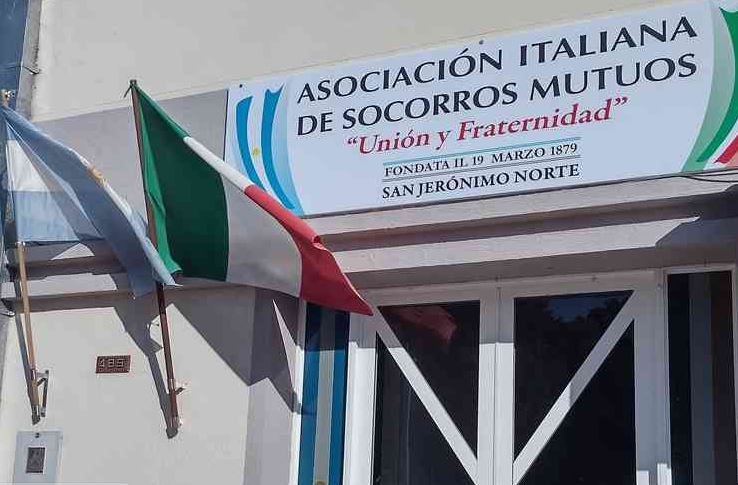 ASOCIACIÓN ITALIANA
DE SOCORROS MUTUOS
“Unión y Fraternidad”
FONDATA IL 19 MARZO 1879
SAN JERÓNIMO NORTE